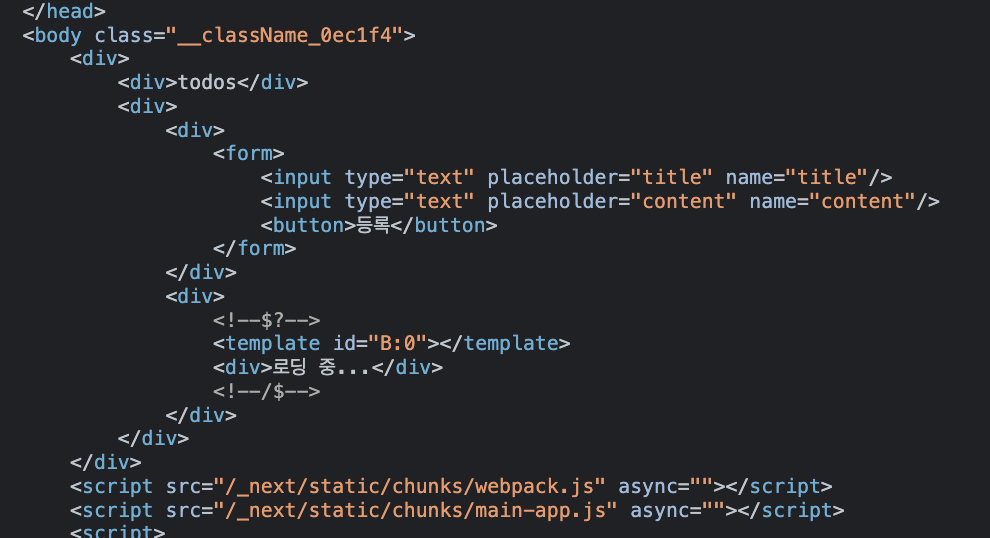 </head>
<body class="__className_0ec1f4">
<div>
<div>todos</div>
<div>
<div>
<form>
<input type="text" placeholder="title" name="title"/>
<input type="text" placeholder="content" name="content"/>
<button>등록</button>
</form>
</div>
<div>
<!--$?-->
<template id="B:0"></template>
<div>로딩 중...</div>
<!--/$-->
</div>
</div>
</div>
<script src="/_next/static/chunks/webpack.js" async=""></script>
<script src="/_next/static/chunks/main-app.js" async=""></script>
<script>